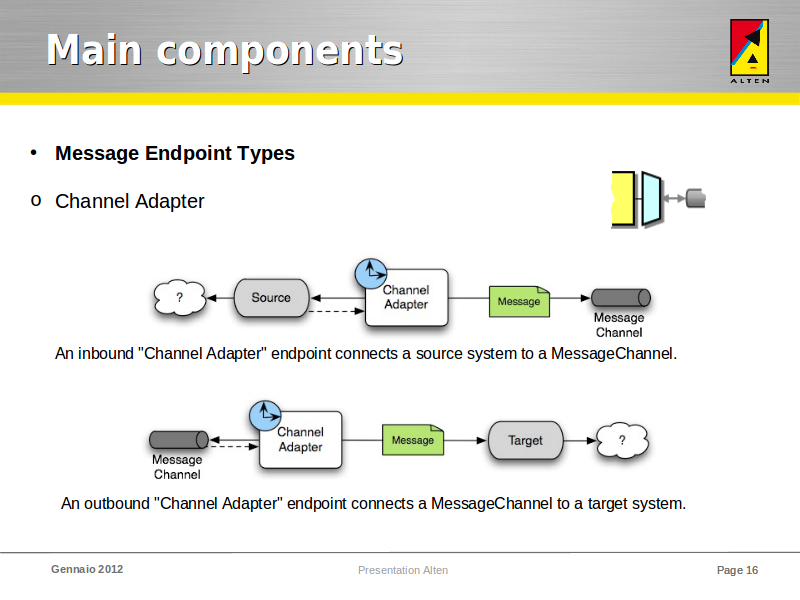 Main components
ALTEN
• Message Endpoint Types
o Channel Adapter
?
Source
Channel
Adapter
Message
Message
Channel
An inbound "Channel Adapter" endpoint connects a source system to a MessageChannel.
Message
Channel
Channel
Adapter
Message
Target
?
An outbound "Channel Adapter" endpoint connects a MessageChannel to a target system.
Gennaio 2012
Presentation Alten
Page 16